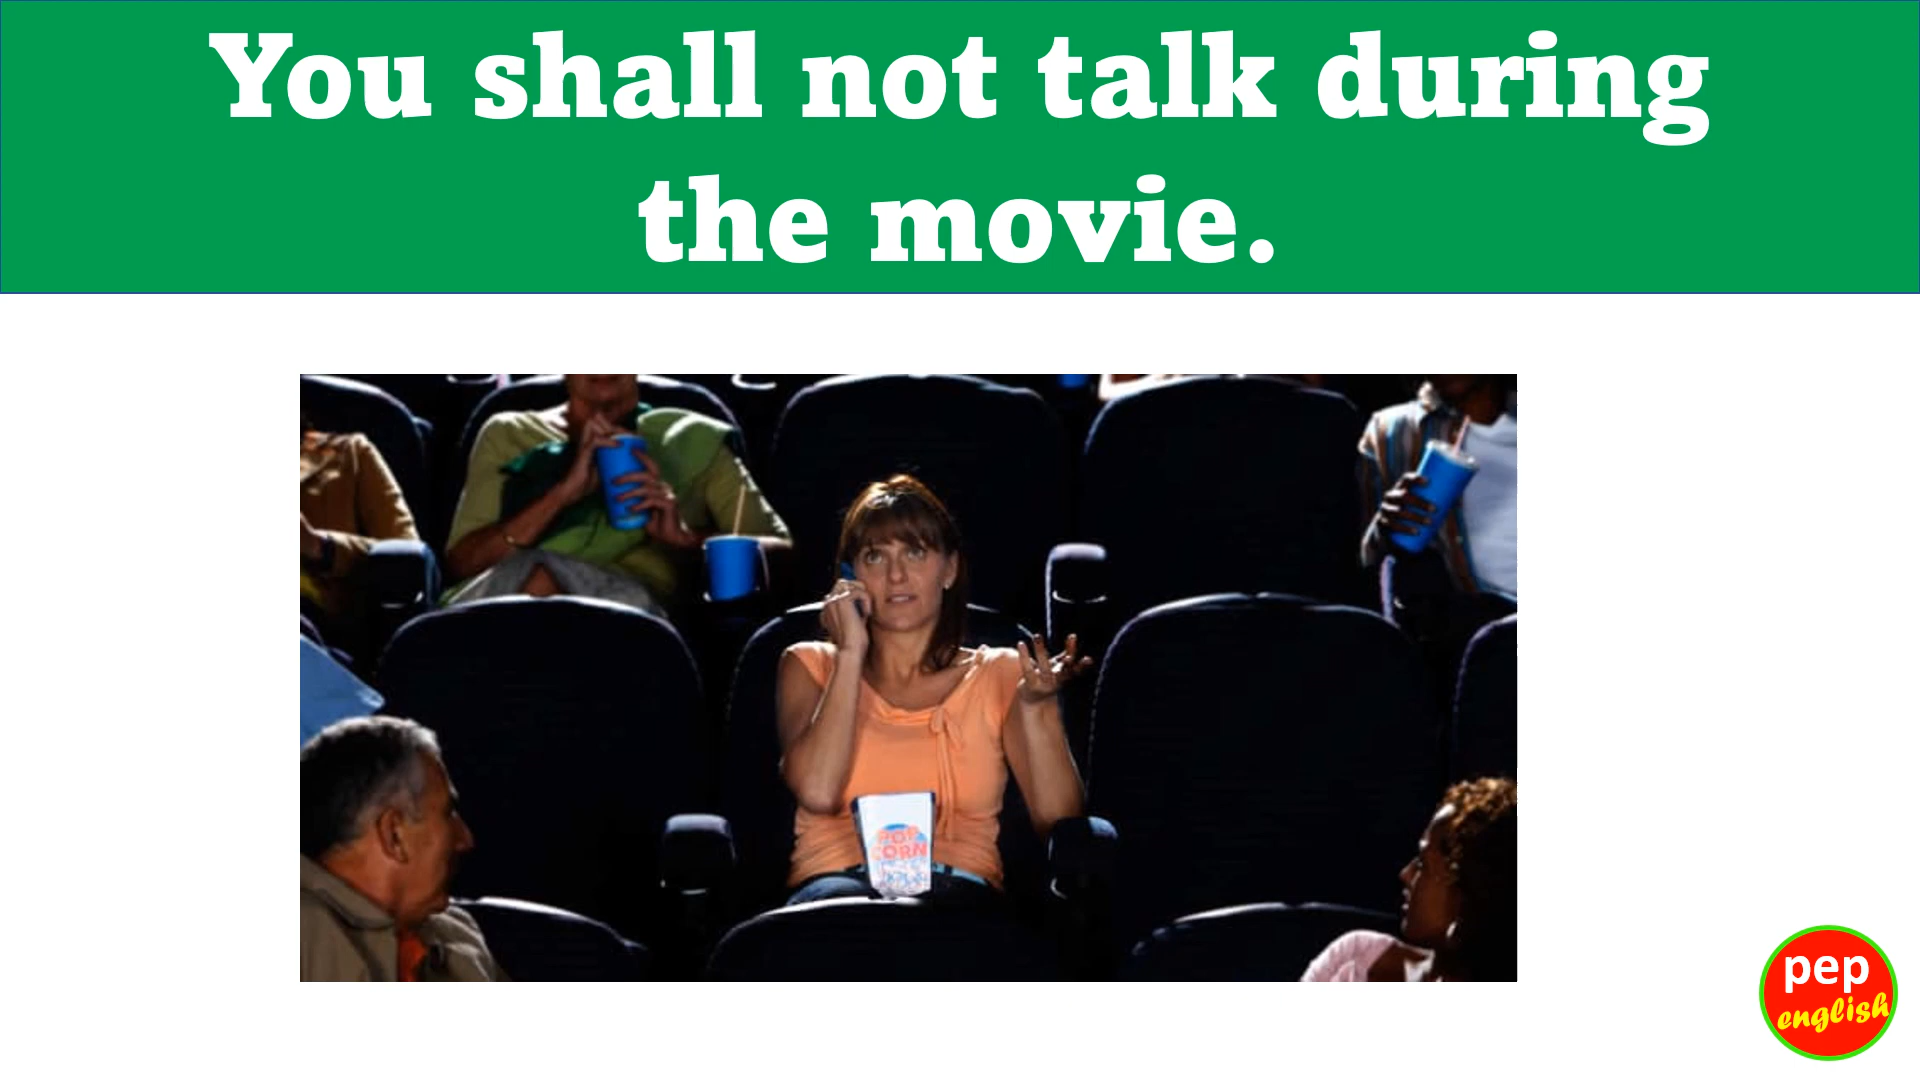 You shall not talk during
the movie.
POP
CORN
pep
english